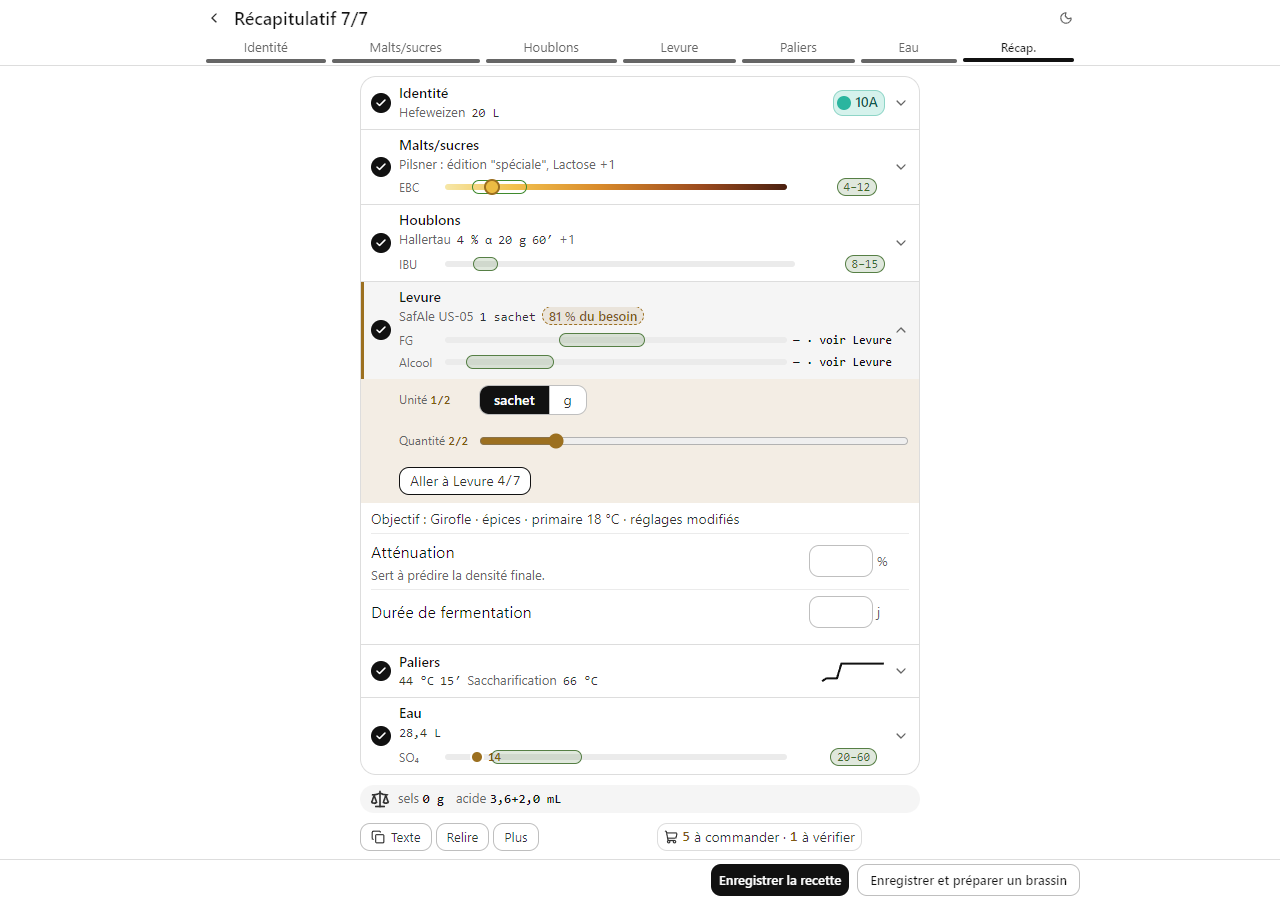 Récapitulatif 7/7
Identité Malts/sucres Houblons Levure Paliers Eau Récap.
Identité
Hefeweizen 20 L
10A
Malts/sucres
Pilsner : édition "spéciale", Lactose +1
EBC 4–12
Houblons
Hallertau 4 % α 20 g 60′ +1
IBU 8–15
Levure
SafAle US-05 1 sachet 81 % du besoin
FG — · voir Levure
Alcool — · voir Levure
Unité 1/2 sachet g
Quantité 2/2
Aller à Levure 4/7
Objectif : Girofle · épices · primaire 18 °C · réglages modifiés
Atténuation
%
Sert à prédire la densité finale.
Durée de fermentation j
Paliers
44 °C 15′ Saccharification 66 °C
Eau
28,4 L
SO₄ 14 20–60
sels 0 g acide 3,6+2,0 mL
Texte Relire Plus 5 à commander · 1 à vérifier
Enregistrer la recette Enregistrer et préparer un brassin